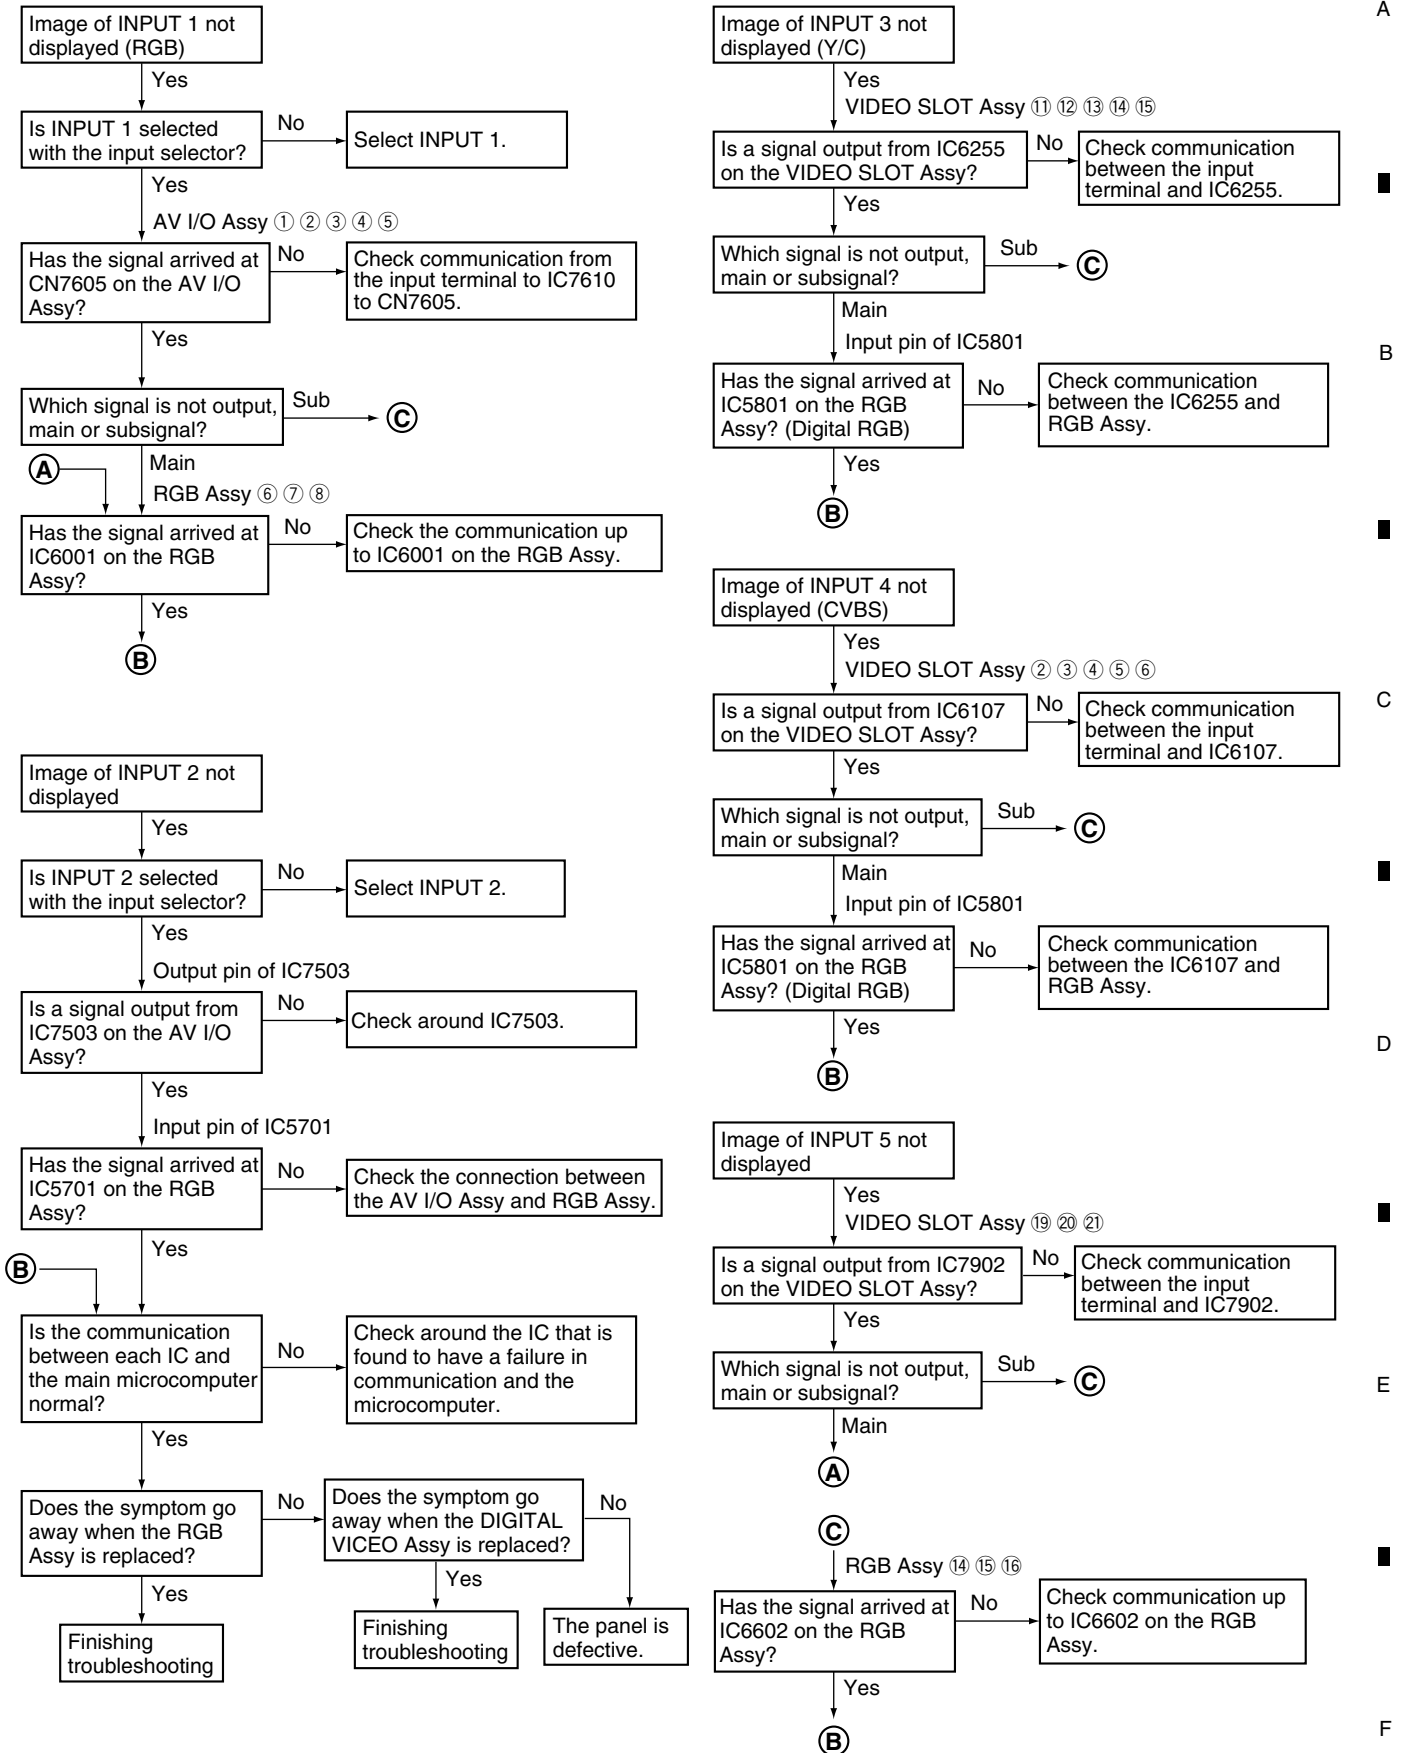 Image of INPUT 1 not
displayed (RGB)
Yes
Is INPUT 1 selected
with the input selector?
No
Select INPUT 1.
Yes
AV I/O Assy ① ② ③ ④ ⑤
Has the signal arrived at
CN7605 on the AV I/O
Assy?
No
Check communication from
the input terminal to IC7610
to CN7605.
Yes
Which signal is not output,
main or subsignal?
Sub
C
A
Main
RGB Assy ⑥ ⑦ ⑧
Has the signal arrived at
IC6001 on the RGB
Assy?
No
Check the communication up
to IC6001 on the RGB Assy.
Yes
B
Image of INPUT 2 not
displayed
Yes
Is INPUT 2 selected
with the input selector?
No
Select INPUT 2.
Yes
Output pin of IC7503
Is a signal output from
IC7503 on the AV I/O
Assy?
No
Check around IC7503.
Yes
Input pin of IC5701
Has the signal arrived at
IC5701 on the RGB
Assy?
No
Check the connection between
the AV I/O Assy and RGB Assy.
Yes
B
Is the communication
between each IC and
the main microcomputer
normal?
No
Check around the IC that is
found to have a failure in
communication and the
microcomputer.
Yes
Does the symptom go
away when the RGB
Assy is replaced?
No
Does the symptom go
away when the DIGITAL
VICEO Assy is replaced?
No
Yes
Yes
Finishing
troubleshooting
Finishing
troubleshooting
The panel is
defective.
Image of INPUT 3 not
displayed (Y/C)
Yes
VIDEO SLOT Assy ⑪ ⑫ ⑬ ⑭ ⑮
Is a signal output from IC6255
on the VIDEO SLOT Assy?
No
Check communication
between the input
terminal and IC6255.
Yes
Which signal is not output,
main or subsignal?
Sub
C
Main
Input pin of IC5801
Has the signal arrived at
IC5801 on the RGB
Assy? (Digital RGB)
No
Check communication
between the IC6255 and
RGB Assy.
Yes
B
Image of INPUT 4 not
displayed (CVBS)
Yes
VIDEO SLOT Assy ② ③ ④ ⑤ ⑥
Is a signal output from IC6107
on the VIDEO SLOT Assy?
No
Check communication
between the input
terminal and IC6107.
Yes
Which signal is not output,
main or subsignal?
Sub
C
Main
Input pin of IC5801
Has the signal arrived at
IC5801 on the RGB
Assy? (Digital RGB)
No
Check communication
between the IC6107 and
RGB Assy.
Yes
B
Image of INPUT 5 not
displayed
Yes
VIDEO SLOT Assy ⑲ ⑳ ㉑
Is a signal output from IC7902
on the VIDEO SLOT Assy?
No
Check communication
between the input
terminal and IC7902.
Yes
Which signal is not output,
main or subsignal?
Sub
C
Main
A
C
RGB Assy ⑭ ⑮ ⑯
Has the signal arrived at
IC6602 on the RGB
Assy?
No
Check communication up
to IC6602 on the RGB
Assy.
Yes
B
A
B
C
D
E
F